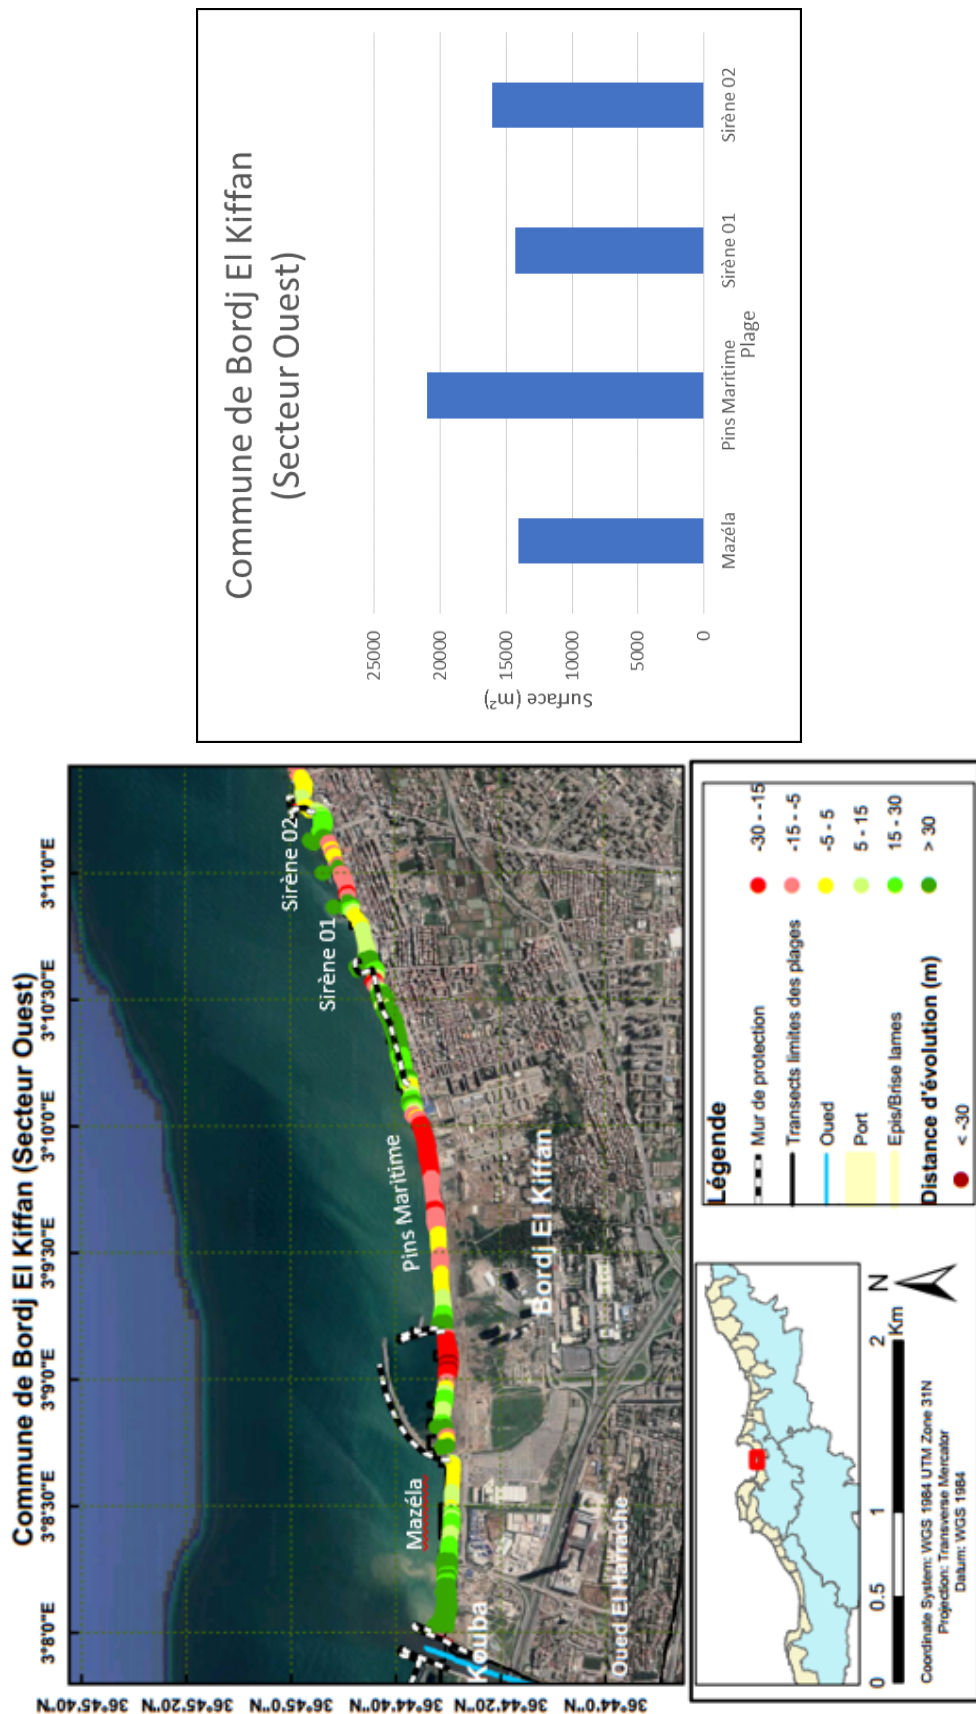 Commune de Bordj El Kiffan (Secteur Ouest)
3°8'0"E 3°8'30"E 3°9'0"E 3°9'30"E 3°10'0"E 3°10'30"E 3°11'0"E
36°45'40"N
36°45'20"N
36°45'0"N
36°44'40"N
36°44'20"N
36°44'0"N
Mazéla
Pins Maritime
Sirène 01
Sirène 02
Kouba
Bordj El Kiffan
Oued El Harrache
N
0 0.5 1 2
Km
Coordinate System: WGS 1984 UTM Zone 31N
Projection: Transverse Mercator
Datum: WGS 1984
Légende
Mur de protection
Transects limites des plages
Oued
Port
Epis/Brise lames
Distance d'évolution (m)
< -30
-30 - -15
-15 - -5
-5 - 5
5 - 15
15 - 30
> 30
Commune de Bordj El Kiffan
(Secteur Ouest)
Surface (m²)
25000
20000
15000
10000
5000
0
Mazéla Pins Maritime Sirène 01 Sirène 02
Plage